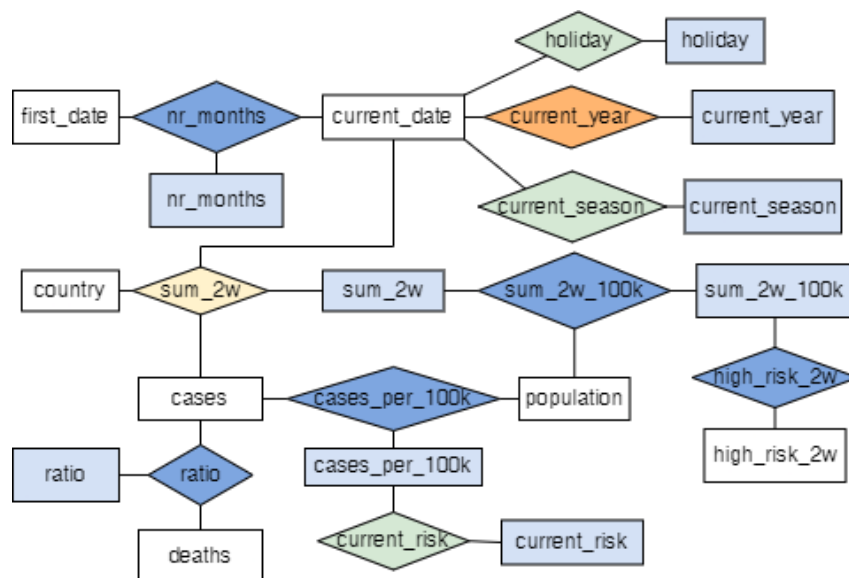 holiday
holiday
first_date
nr_months
current_date
current_year
current_year
nr_months
current_season
current_season
country
sum_2w
sum_2w
sum_2w_100k
sum_2w_100k
high_risk_2w
cases
cases_per_100k
population
high_risk_2w
ratio
ratio
cases_per_100k
deaths
current_risk
current_risk